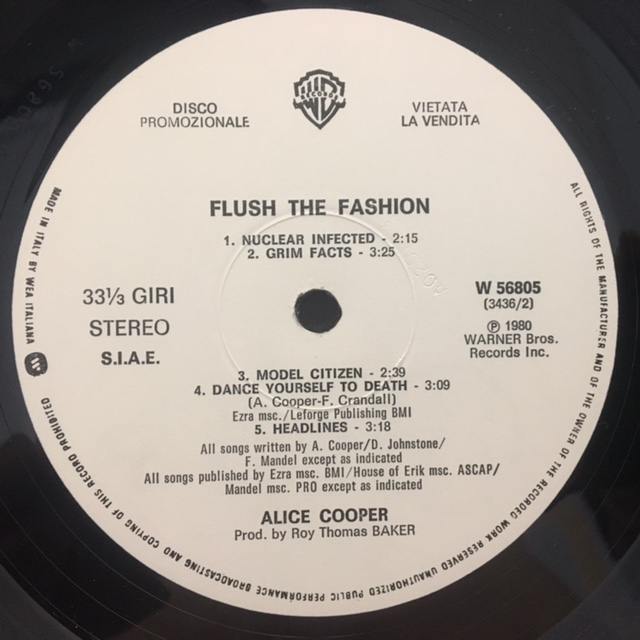 W
RECORDS
DISCO
PROMOZIONALE
VIETATA
LA VENDITA
FLUSH THE FASHION
1. NUCLEAR INFECTED - 2:15
2. GRIM FACTS - 3:25
33⅓ GIRI
STEREO
S.I.A.E.
W 56805
(3436/2)
Ⓟ 1980
WARNER Bros.
Records Inc.
3. MODEL CITIZEN - 2:39
4. DANCE YOURSELF TO DEATH - 3:09
(A. Cooper-F. Crandall)
Ezra msc./Leforge Publishing BMI
5. HEADLINES - 3:18
All songs written by A. Cooper/D. Johnstone/
F. Mandel except as indicated
All songs published by Ezra msc. BMI/House of Erik msc. ASCAP/
Mandel msc. PRO except as indicated
ALICE COOPER
Prod. by Roy Thomas BAKER
ALL RIGHTS OF THE MANUFACTURER AND OF THE OWNER OF THE RECORDED WORK RESERVED UNAUTHORIZED PUBLIC PERFORMANCE BROADCASTING AND COPYING OF THIS RECORD PROHIBITED
MADE IN ITALY BY WEA ITALIANA